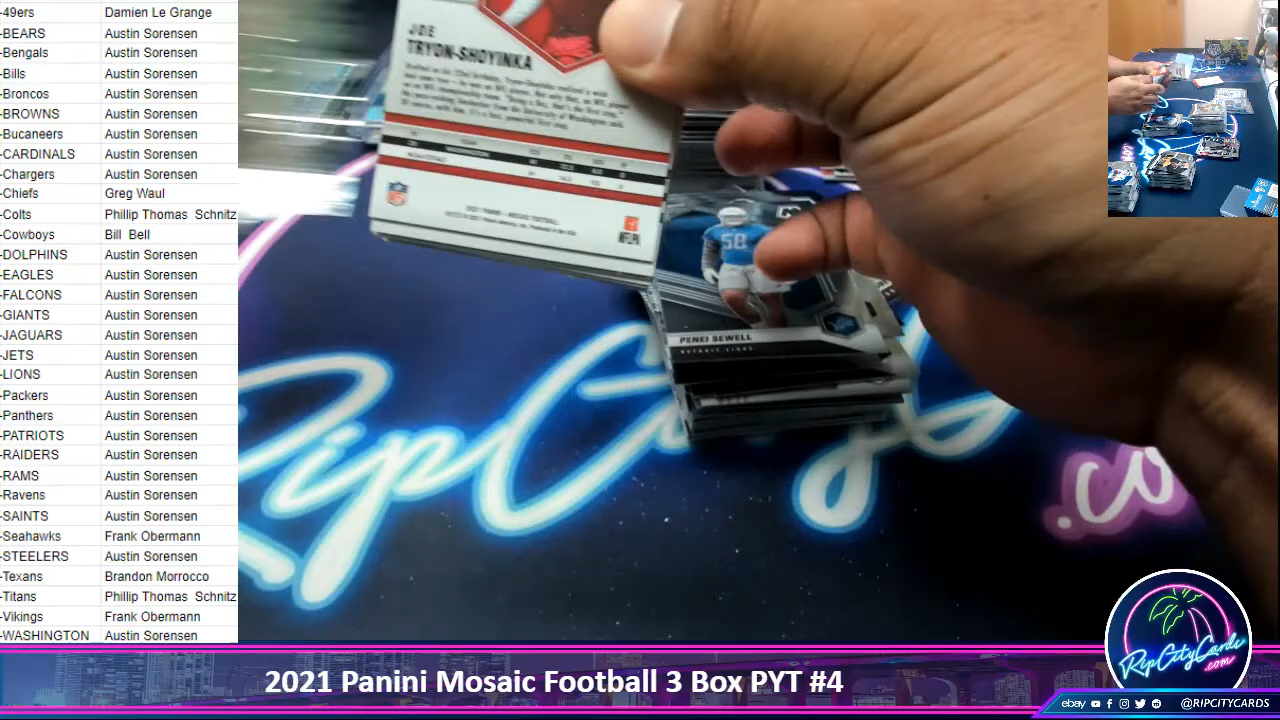 -49ers Damien Le Grange
-BEARS Austin Sorensen
-Bengals Austin Sorensen
-Bills Austin Sorensen
-Broncos Austin Sorensen
-BROWNS Austin Sorensen
-Bucaneers Austin Sorensen
-CARDINALS Austin Sorensen
-Chargers Austin Sorensen
-Chiefs Greg Waul
-Colts Phillip Thomas Schnitz
-Cowboys Bill Bell
-DOLPHINS Austin Sorensen
-EAGLES Austin Sorensen
-FALCONS Austin Sorensen
-GIANTS Austin Sorensen
-JAGUARS Austin Sorensen
-JETS Austin Sorensen
-LIONS Austin Sorensen
-Packers Austin Sorensen
-Panthers Austin Sorensen
-PATRIOTS Austin Sorensen
-RAIDERS Austin Sorensen
-RAMS Austin Sorensen
-Ravens Austin Sorensen
-SAINTS Austin Sorensen
-Seahawks Frank Obermann
-STEELERS Austin Sorensen
-Texans Brandon Morrocco
-Titans Phillip Thomas Schnitz
-Vikings Frank Obermann
-WASHINGTON Austin Sorensen
JOE
TRYON-SHOYINKA
58
PENEI SEWELL
DETROIT LIONS
RipCity
.co
RipCityCards
.com
2021 Panini Mosaic Football 3 Box PYT #4
ebay @RIPCITYCARDS